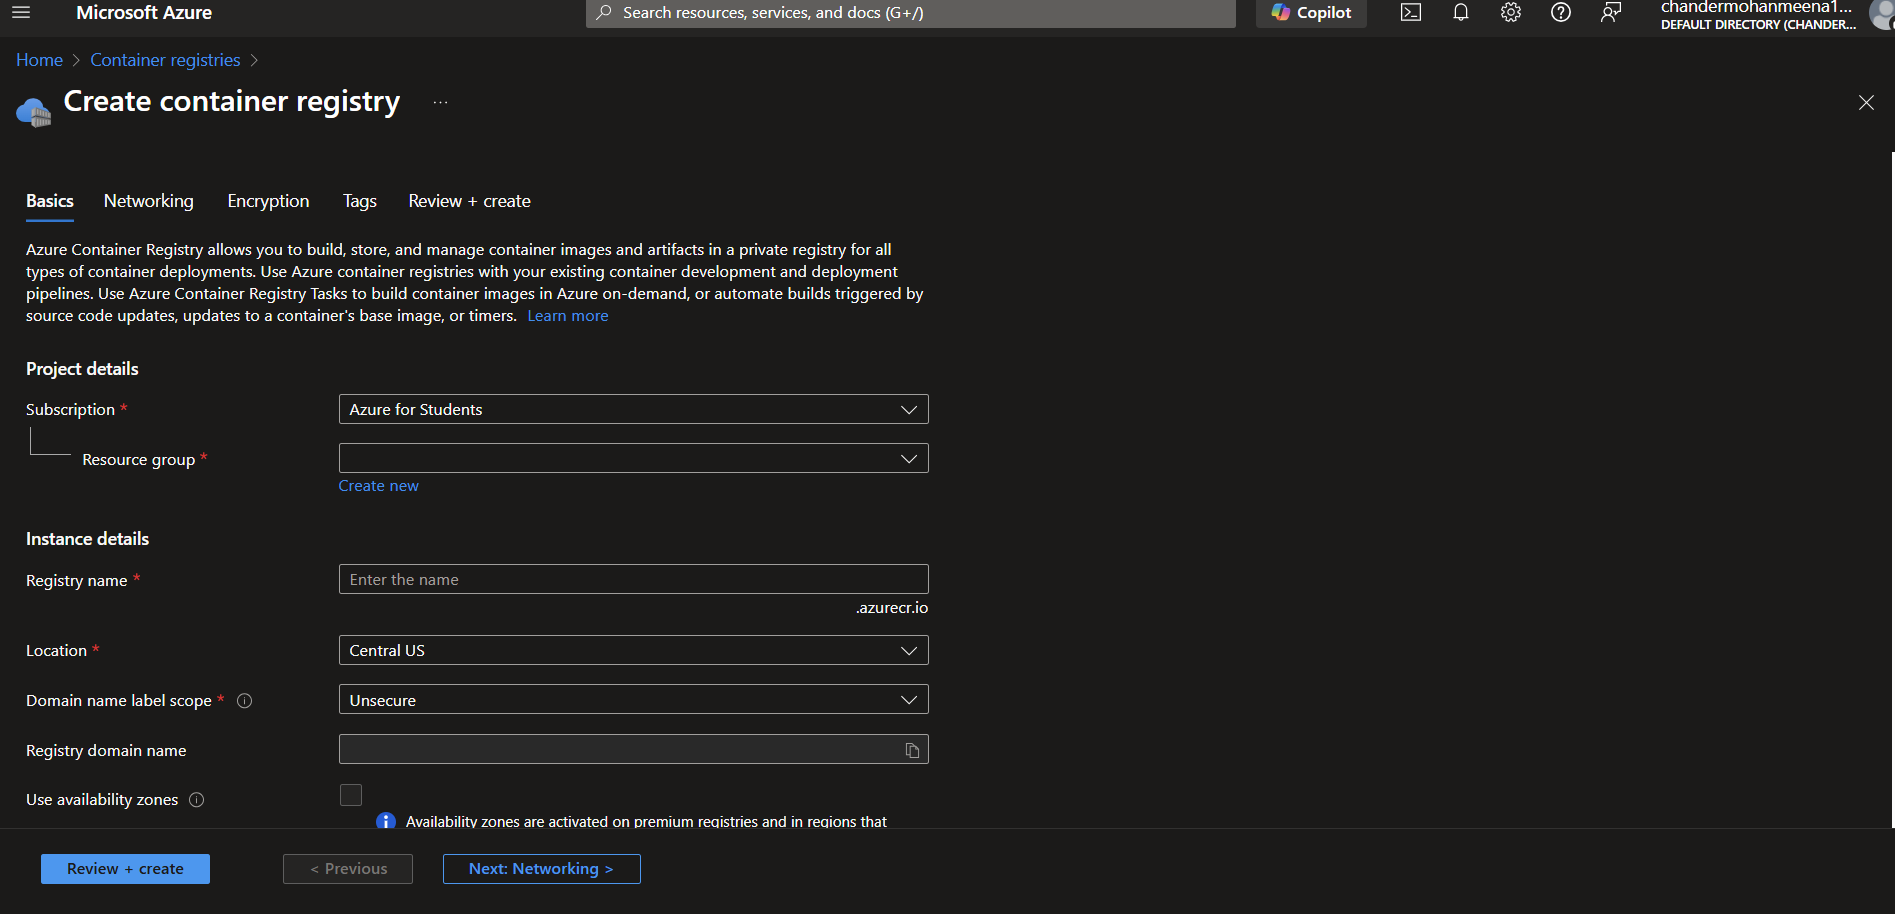 Microsoft Azure
Search resources, services, and docs (G+/)
Copilot
chandermohanmeena1...
DEFAULT DIRECTORY (CHANDER...
Home > Container registries >
Create container registry ...
Basics Networking Encryption Tags Review + create
Azure Container Registry allows you to build, store, and manage container images and artifacts in a private registry for all
types of container deployments. Use Azure container registries with your existing container development and deployment
pipelines. Use Azure Container Registry Tasks to build container images in Azure on-demand, or automate builds triggered by
source code updates, updates to a container's base image, or timers. Learn more
Project details
Subscription * Azure for Students
Resource group *
Create new
Instance details
Registry name * Enter the name
.azurecr.io
Location * Central US
Domain name label scope * Unsecure
Registry domain name
Use availability zones
Availability zones are activated on premium registries and in regions that
Review + create < Previous Next: Networking >